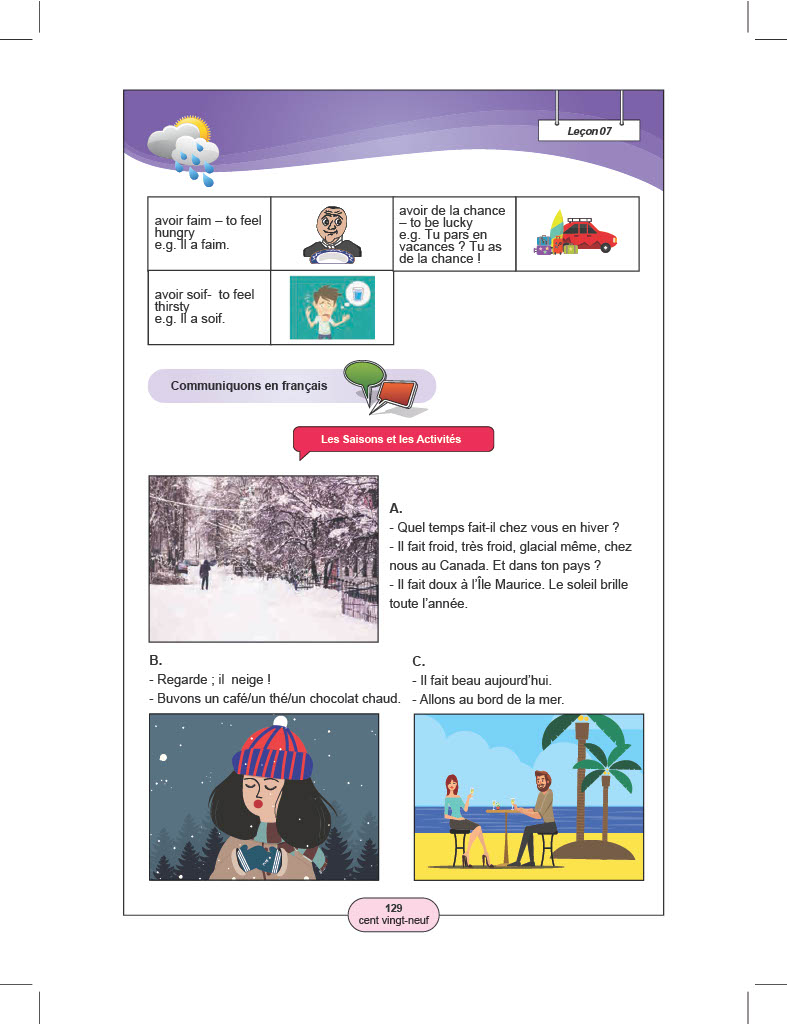 Leçon 07
avoir faim – to feel
hungry
e.g. Il a faim.
avoir de la chance
– to be lucky
e.g. Tu pars en
vacances ? Tu as
de la chance !
avoir soif-  to feel
thirsty
e.g. Il a soif.
Communiquons en français
Les Saisons et les Activités
A.
- Quel temps fait-il chez vous en hiver ?
- Il fait froid, très froid, glacial même, chez
nous au Canada. Et dans ton pays ?
- Il fait doux à l’Île Maurice. Le soleil brille
toute l’année.
B.
- Regarde ; il  neige !
- Buvons un café/un thé/un chocolat chaud.
C.
- Il fait beau aujourd’hui.
- Allons au bord de la mer.
129
cent vingt-neuf